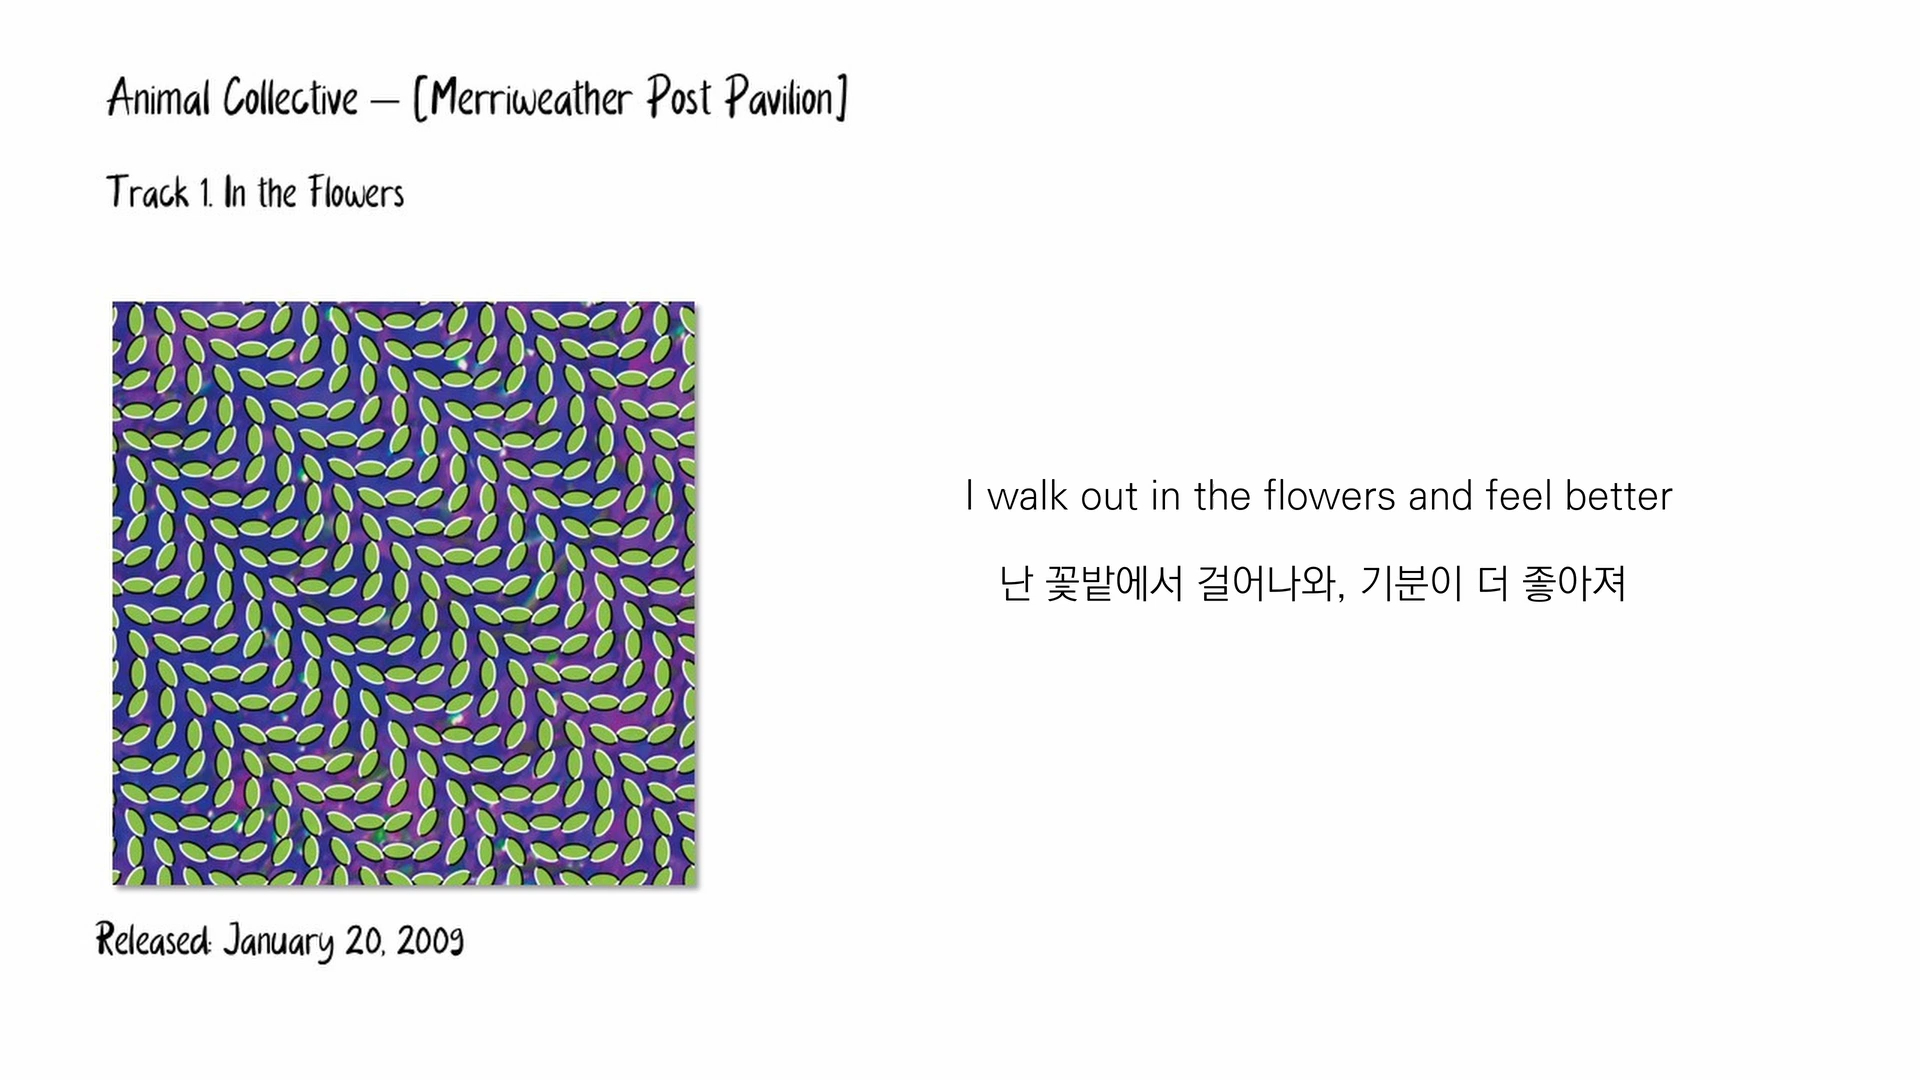 Animal Collective – [Merriweather Post Pavilion]
Track 1. In the Flowers
I walk out in the flowers and feel better
난 꽃밭에서 걸어나와, 기분이 더 좋아져
Released: January 20, 2009